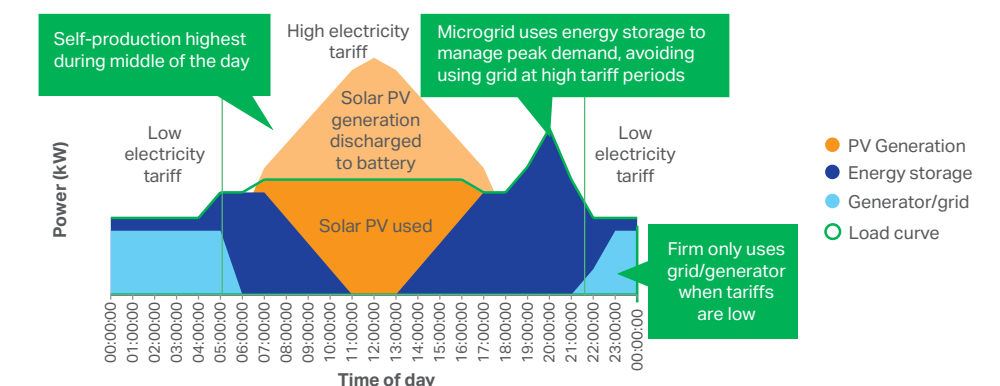 Self-production highest
during middle of the day
High electricity
tariff
Microgrid uses energy storage to
manage peak demand, avoiding
using grid at high tariff periods
Solar PV
generation
discharged
to battery
Low
electricity
tariff
Low
electricity
tariff
Solar PV used
Power (kW)
PV Generation
Energy storage
Generator/grid
Load curve
Firm only uses
grid/generator
when tariffs
are low
00:00:00
01:00:00
02:00:00
03:00:00
04:00:00
05:00:00
06:00:00
07:00:00
08:00:00
09:00:00
10:00:00
11:00:00
12:00:00
13:00:00
14:00:00
15:00:00
16:00:00
17:00:00
18:00:00
19:00:00
20:00:00
21:00:00
22:00:00
23:00:00
00:00:00
Time of day